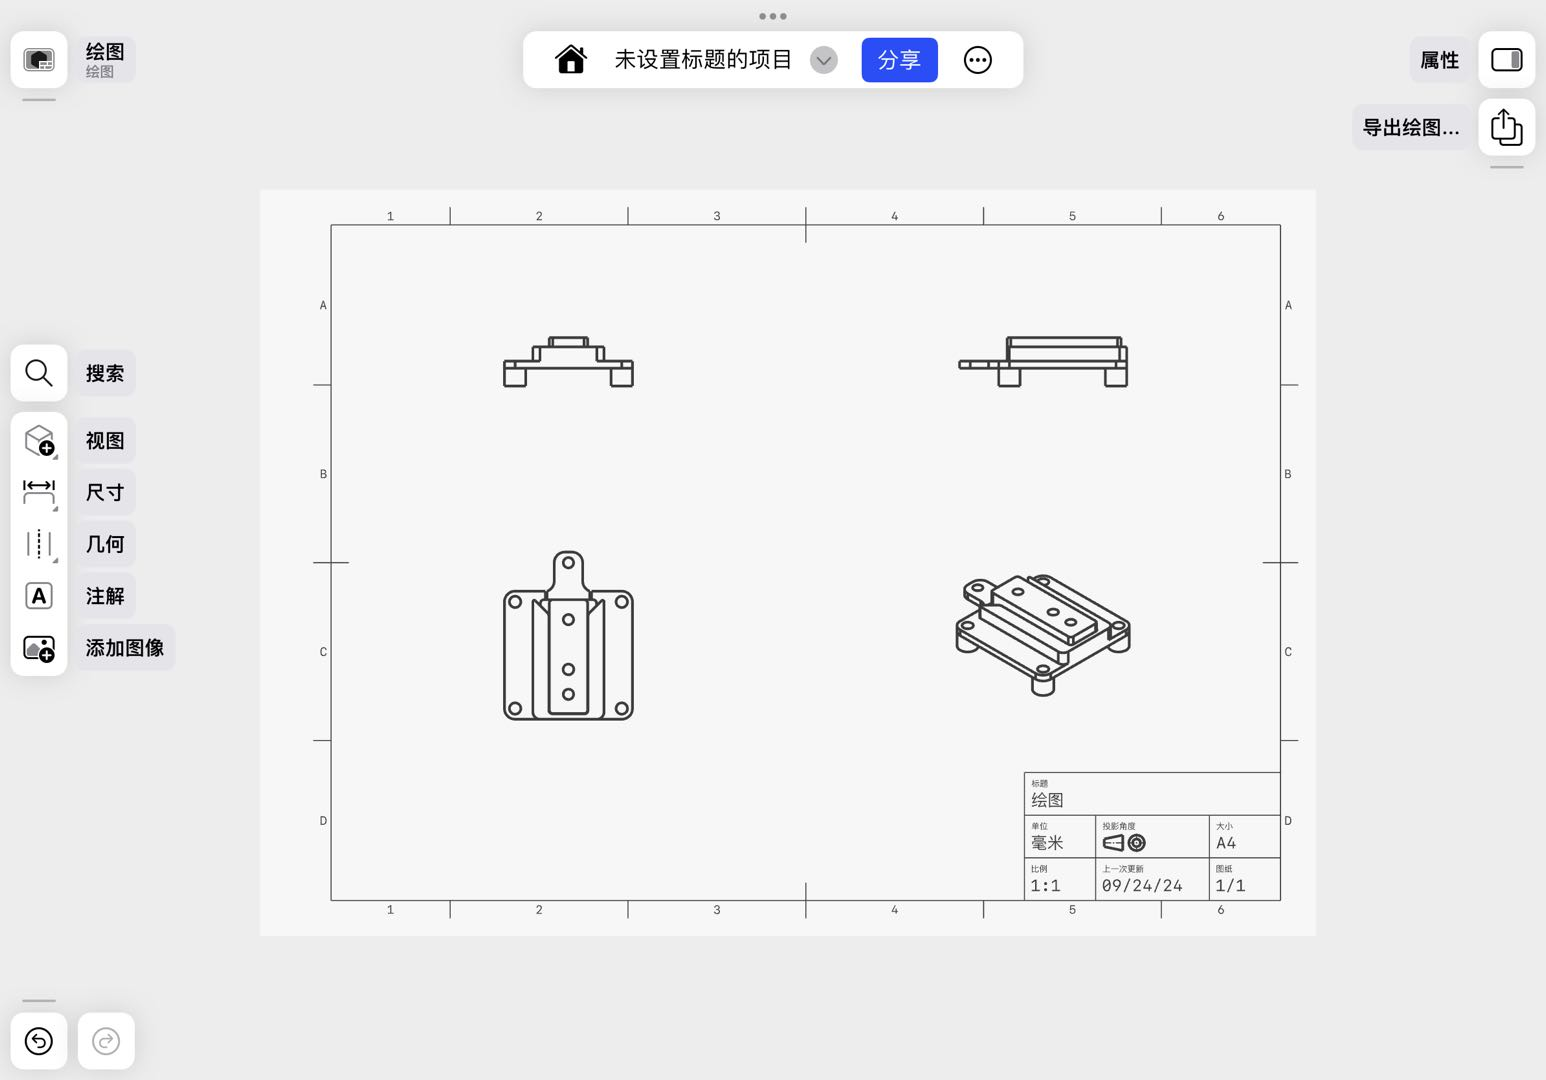 绘图
绘图
未设置标题的项目
分享
属性
导出绘图...
搜索
视图
尺寸
几何
注解
A
添加图像
1 2 3 4 5 6
A A
B B
C C
D D
1 2 3 4 5 6
标题
绘图
单位 投影角度 大小
毫米 A4
比例 上一次更新 图纸
1:1 09/24/24 1/1